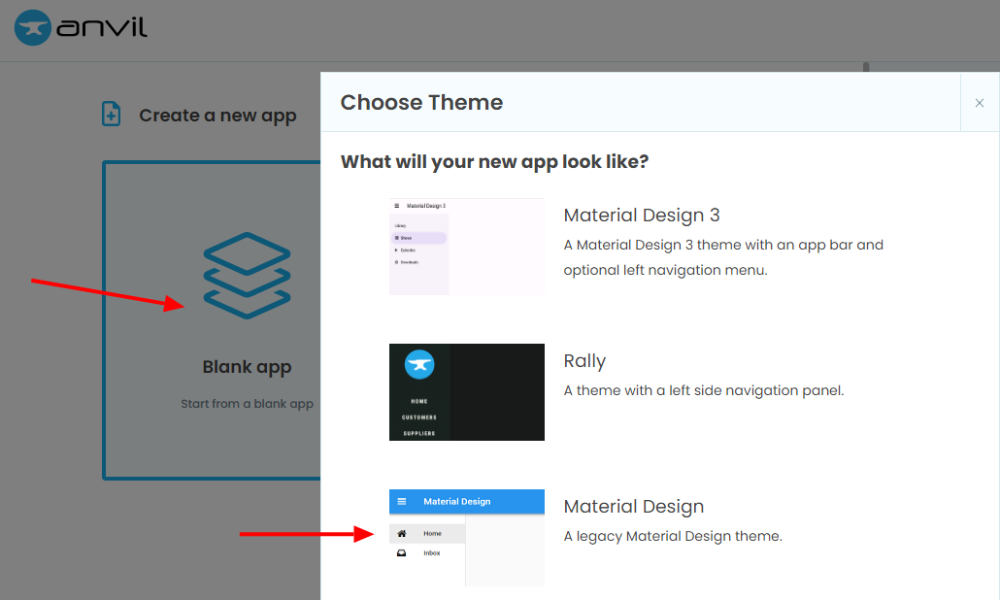 anvil
Create a new app
Choose Theme
What will your new app look like?
Blank app
Start from a blank app
Material Design 3
Library
Shows
Episodes
Downloads
Material Design 3
A Material Design 3 theme with an app bar and
optional left navigation menu.
HOME
CUSTOMERS
SUPPLIERS
Rally
A theme with a left side navigation panel.
Material Design
Home
Inbox
Material Design
A legacy Material Design theme.